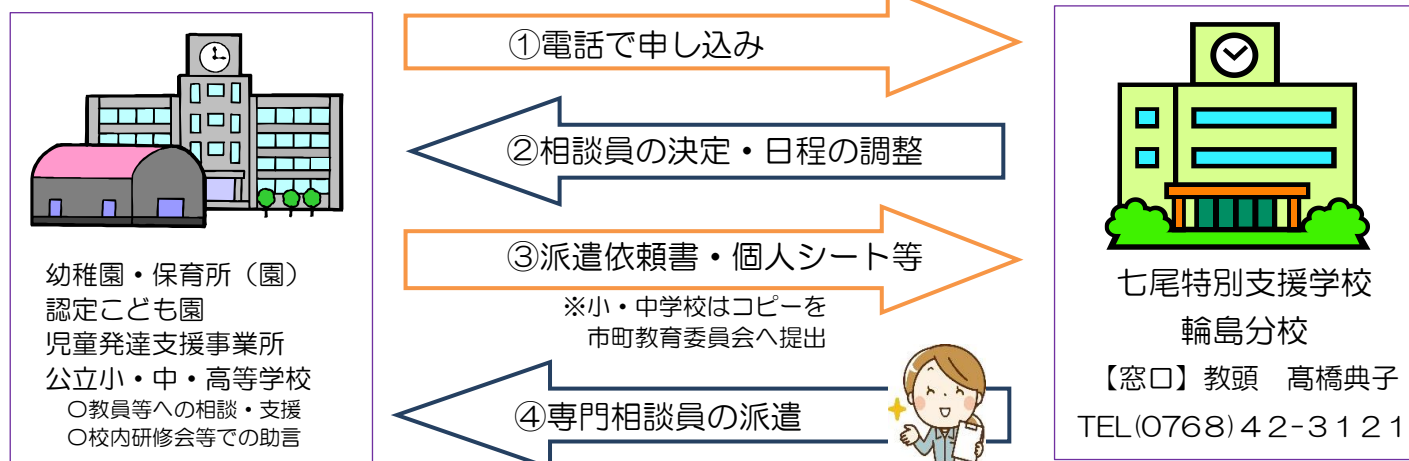 ①電話で申し込み
②相談員の決定・日程の調整
③派遣依頼書・個人シート等
※小・中学校はコピーを
市町教育委員会へ提出
④専門相談員の派遣
幼稚園・保育所（園）
認定こども園
児童発達支援事業所
公立小・中・高等学校
〇教員等への相談・支援
〇校内研修会等での助言
七尾特別支援学校
輪島分校
【窓口】教頭　髙橋典子
TEL(0768)４２-３１２１